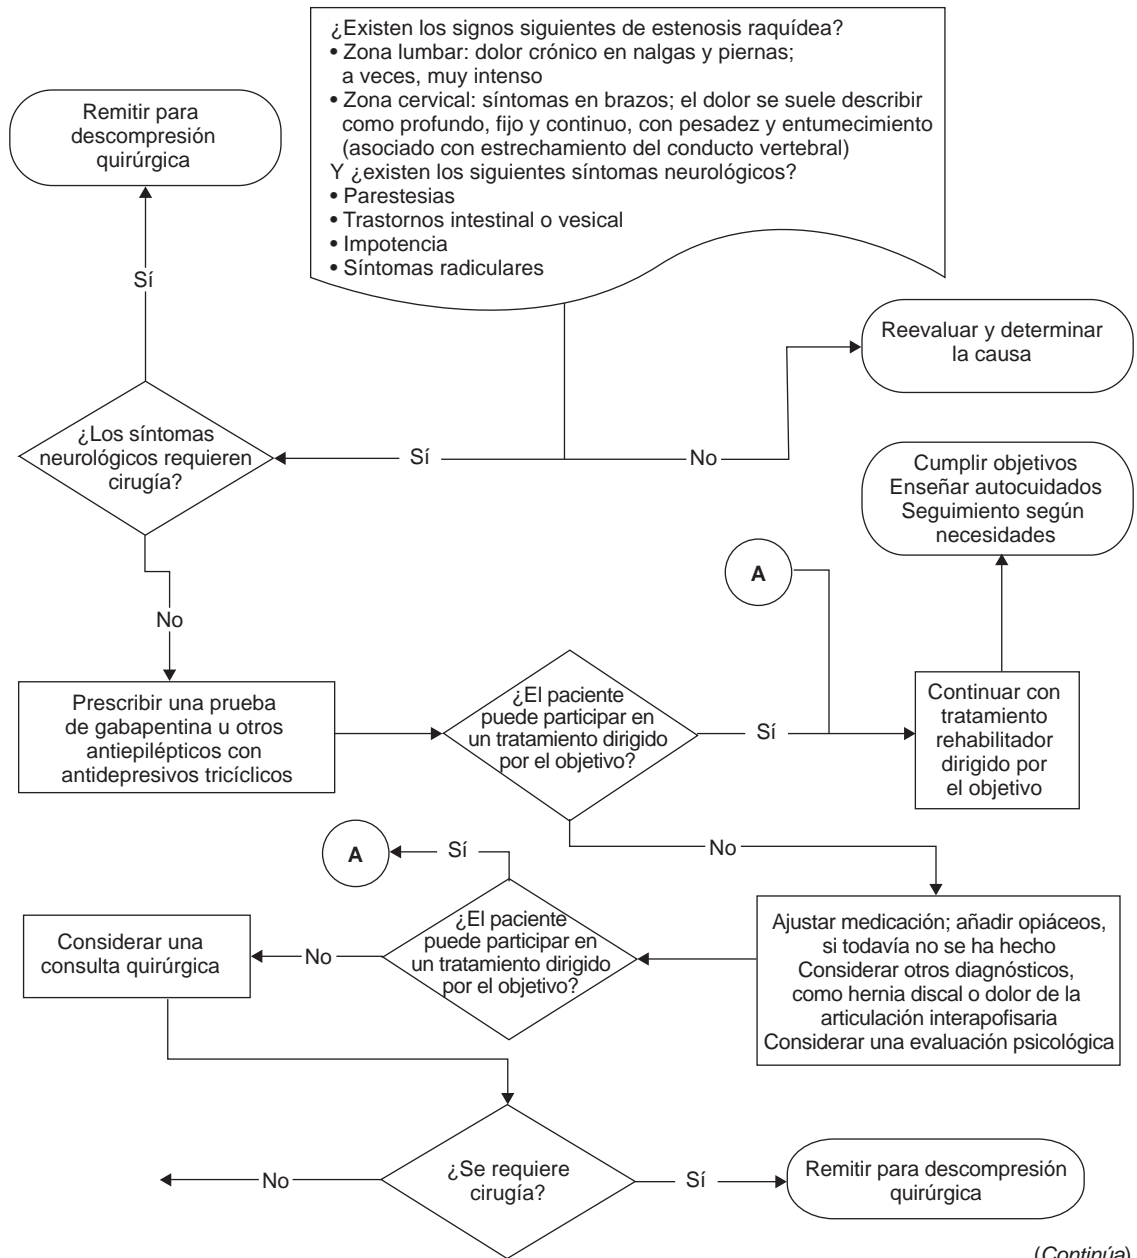 ¿Existen los signos siguientes de estenosis raquídea?
• Zona lumbar: dolor crónico en nalgas y piernas;
a veces, muy intenso
• Zona cervical: síntomas en brazos; el dolor se suele describir
como profundo, fijo y continuo, con pesadez y entumecimiento
(asociado con estrechamiento del conducto vertebral)
Y ¿existen los siguientes síntomas neurológicos?
• Parestesias
• Trastornos intestinal o vesical
• Impotencia
• Síntomas radiculares
Remitir para
descompresión
quirúrgica
Sí
Reevaluar y determinar
la causa
¿Los síntomas
neurológicos requieren
cirugía?
Sí
No
Cumplir objetivos
Enseñar autocuidados
Seguimiento según
necesidades
A
No
Prescribir una prueba
de gabapentina u otros
antiepilépticos con
antidepresivos tricíclicos
¿El paciente
puede participar en
un tratamiento dirigido
por el objetivo?
Sí
Continuar con
tratamiento
rehabilitador
dirigido por
el objetivo
No
A
Sí
Ajustar medicación; añadir opiáceos,
si todavía no se ha hecho
Considerar otros diagnósticos,
como hernia discal o dolor de la
articulación interapofisaria
Considerar una evaluación psicológica
¿El paciente
puede participar en
un tratamiento dirigido
por el objetivo?
No
Considerar una
consulta quirúrgica
¿Se requiere
cirugía?
No
Sí
Remitir para descompresión
quirúrgica
(Continúa)